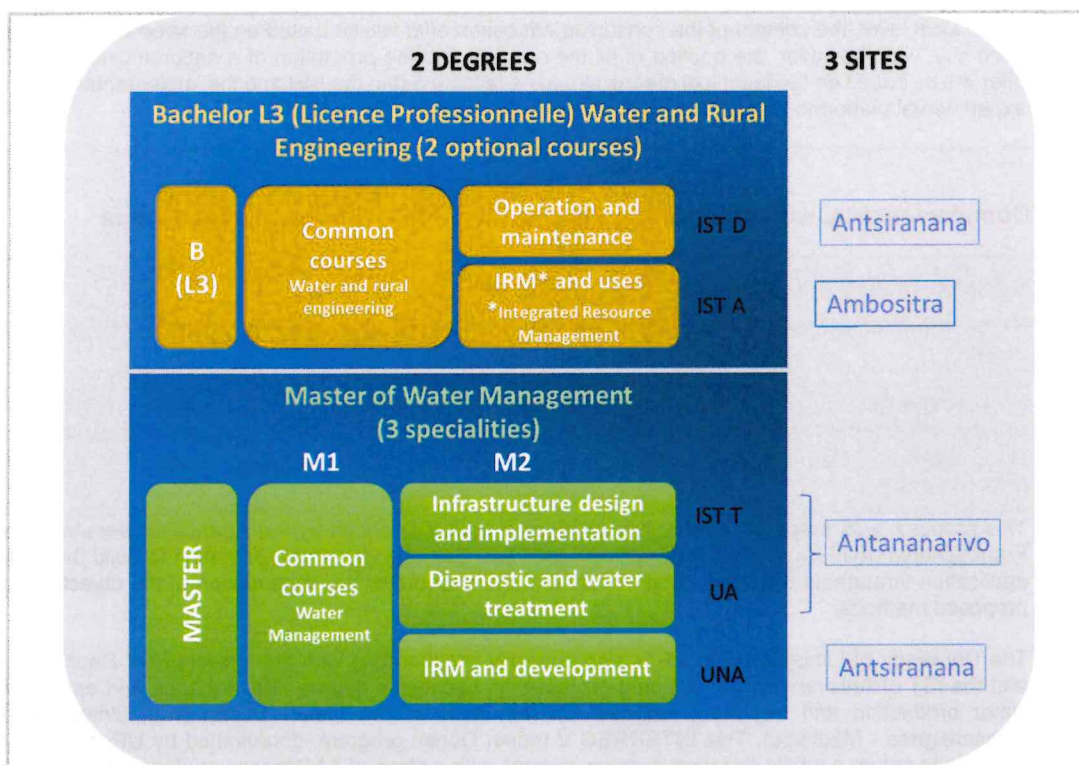 2 DEGREES
3 SITES
Bachelor L3 (Licence Professionnelle) Water and Rural
Engineering (2 optional courses)
B
(L3)
Common
courses
Water and rural
engineering
Operation and
maintenance
IST D
Antsiranana
IRM* and uses
*Integrated Resource
Management
IST A
Ambositra
Master of Water Management
(3 specialities)
M1
M2
MASTER
Common
courses
Water
Management
Infrastructure design
and implementation
IST T
Diagnostic and water
treatment
UA
Antananarivo
IRM and development
UNA
Antsiranana